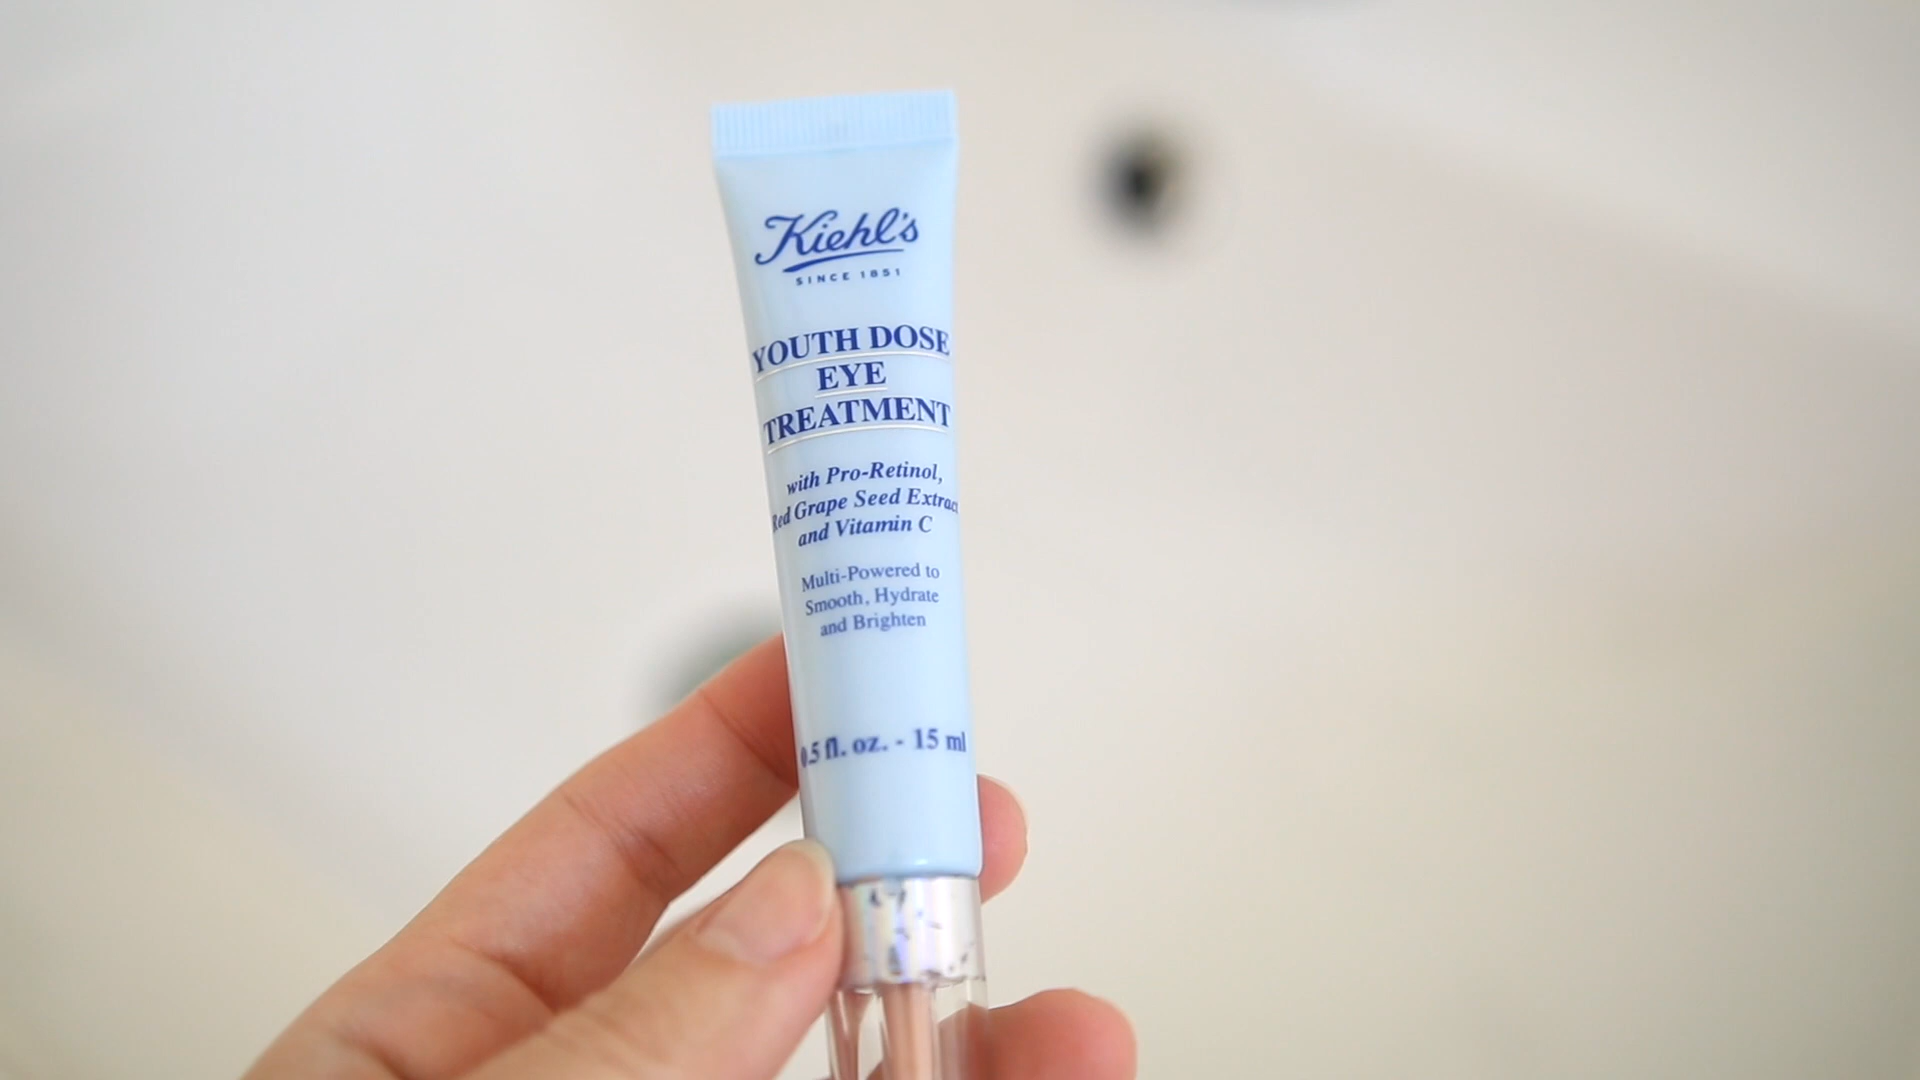 Kiehl's
SINCE 1851
YOUTH DOSE
EYE
TREATMENT
with Pro-Retinol,
Red Grape Seed Extract
and Vitamin C
Multi-Powered to
Smooth, Hydrate
and Brighten
0.5 fl. oz. - 15 ml